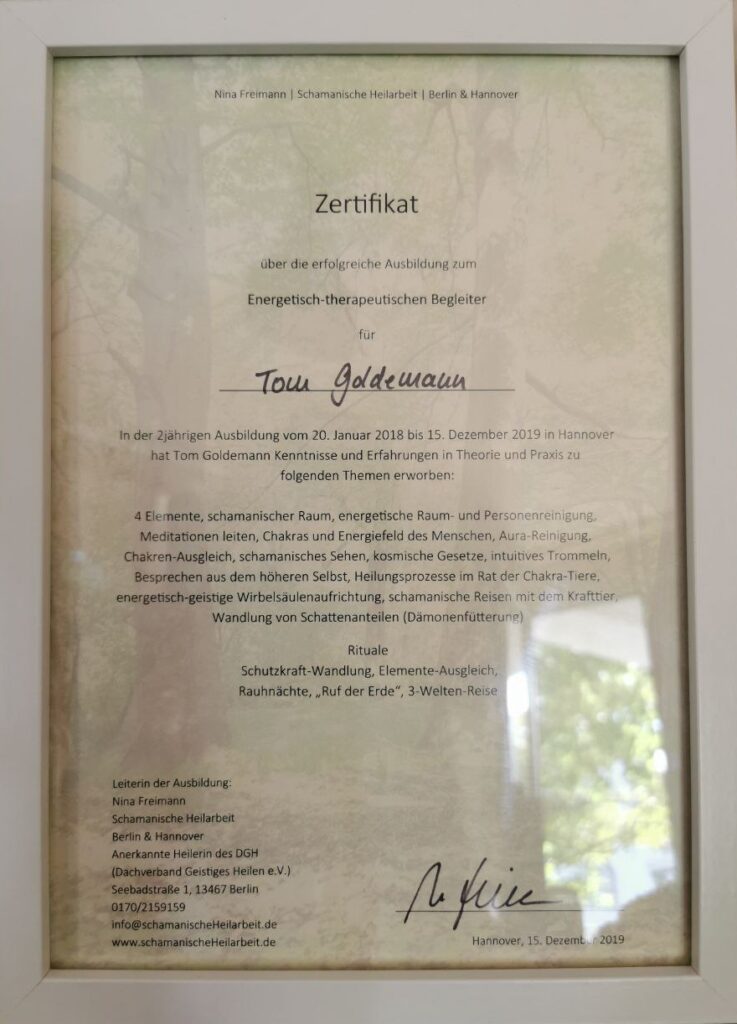 Nina Freimann | Schamanische Heilarbeit | Berlin & Hannover
Zertifikat
über die erfolgreiche Ausbildung zum
Energetisch-therapeutischen Begleiter
für
Tom Goldemann
In der 2jährigen Ausbildung vom 20. Januar 2018 bis 15. Dezember 2019 in Hannover
hat Tom Goldemann Kenntnisse und Erfahrungen in Theorie und Praxis zu
folgenden Themen erworben:
4 Elemente, schamanischer Raum, energetische Raum- und Personenreinigung,
Meditationen leiten, Chakras und Energiefeld des Menschen, Aura-Reinigung,
Chakren-Ausgleich, schamanisches Sehen, kosmische Gesetze, intuitives Trommeln,
Besprechen aus dem höheren Selbst, Heilungsprozesse im Rat der Chakra-Tiere,
energetisch-geistige Wirbelsäulenaufrichtung, schamanische Reisen mit dem Krafttier,
Wandlung von Schattenanteilen (Dämonenfütterung)
Rituale
Schutzkraft-Wandlung, Elemente-Ausgleich,
Rauhnächte, „Ruf der Erde“, 3-Welten-Reise
Leiterin der Ausbildung:
Nina Freimann
Schamanische Heilarbeit
Berlin & Hannover
Anerkannte Heilerin des DGH
(Dachverband Geistiges Heilen e.V.)
Seebadstraße 1, 13467 Berlin
0170/2159159
info@schamanischeHeilarbeit.de
www.schamanischeHeilarbeit.de
Hannover, 15. Dezember 2019